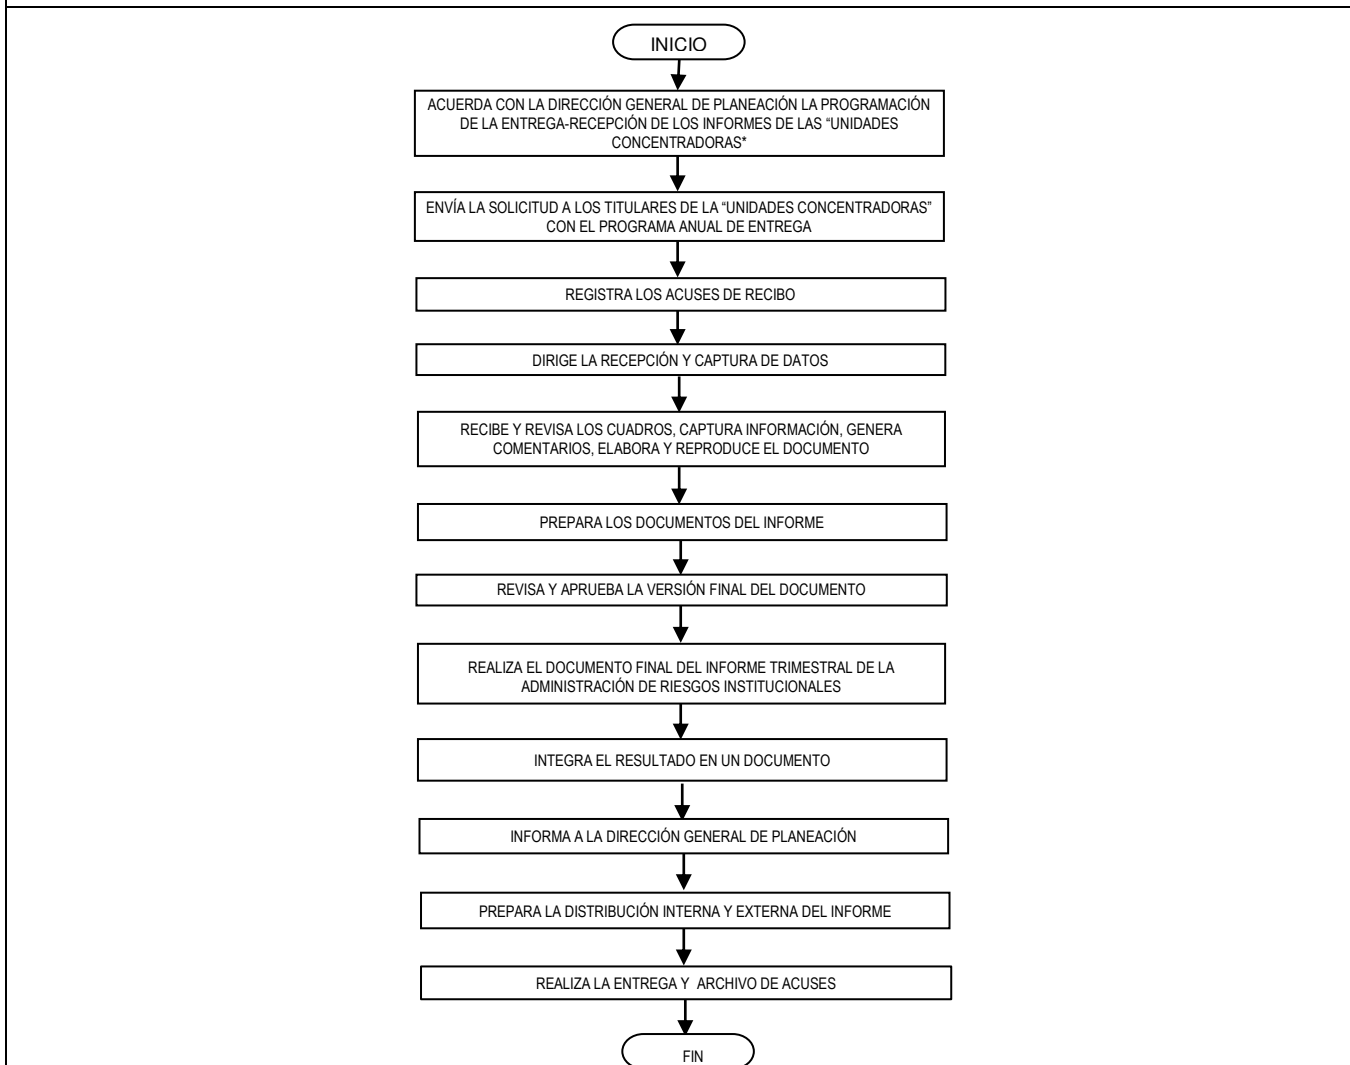 INICIO
ACUERDA CON LA DIRECCIÓN GENERAL DE PLANEACIÓN LA PROGRAMACIÓN
DE LA ENTREGA-RECEPCIÓN DE LOS INFORMES DE LAS “UNIDADES
CONCENTRADORAS*
ENVÍA LA SOLICITUD A LOS TITULARES DE LA “UNIDADES CONCENTRADORAS”
CON EL PROGRAMA ANUAL DE ENTREGA
REGISTRA LOS ACUSES DE RECIBO
DIRIGE LA RECEPCIÓN Y CAPTURA DE DATOS
RECIBE Y REVISA LOS CUADROS, CAPTURA INFORMACIÓN, GENERA
COMENTARIOS, ELABORA Y REPRODUCE EL DOCUMENTO
PREPARA LOS DOCUMENTOS DEL INFORME
REVISA Y APRUEBA LA VERSIÓN FINAL DEL DOCUMENTO
REALIZA EL DOCUMENTO FINAL DEL INFORME TRIMESTRAL DE LA
ADMINISTRACIÓN DE RIESGOS INSTITUCIONALES
INTEGRA EL RESULTADO EN UN DOCUMENTO
INFORMA A LA DIRECCIÓN GENERAL DE PLANEACIÓN
PREPARA LA DISTRIBUCIÓN INTERNA Y EXTERNA DEL INFORME
REALIZA LA ENTREGA Y ARCHIVO DE ACUSES
FIN